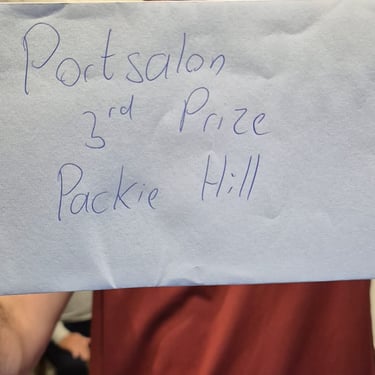 Portsalon
3rd Prize
Packie Hill